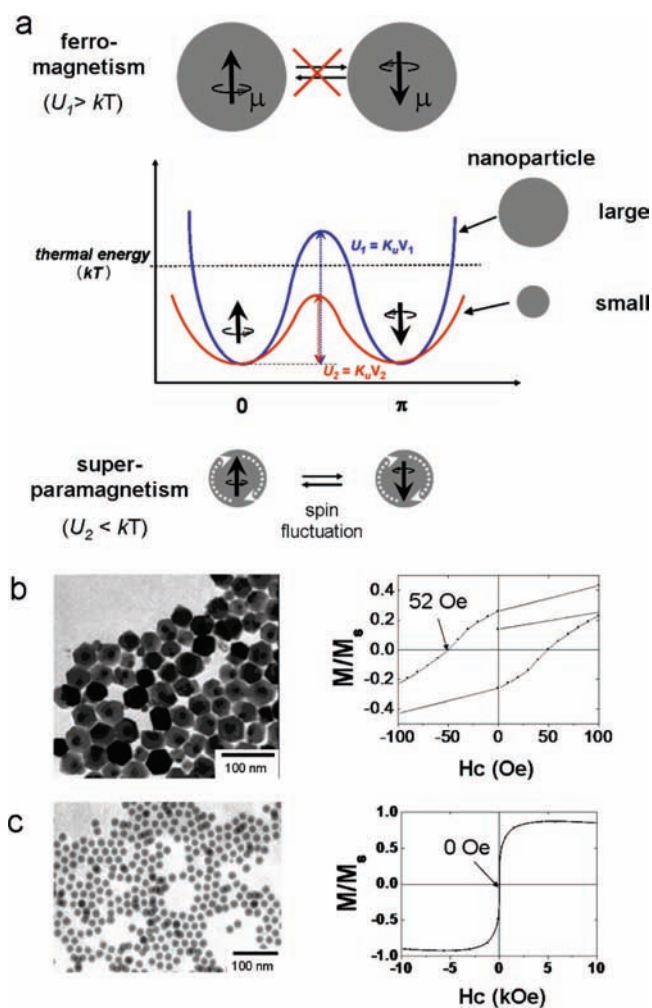 a
ferro-
magnetism
(U₁> kT)
μ
μ
nanoparticle
large
small
thermal energy
(kT)
U₁ = KᵤV₁
U₂ = KᵤV₂
0
π
super-
paramagnetism
(U₂ < kT)
spin
fluctuation
b
100 nm
52 Oe
M/Mₛ
0.4
0.2
0.0
-0.2
-0.4
-100
-50
0
50
100
Hc (Oe)
c
100 nm
0 Oe
M/Mₛ
1.0
0.5
0.0
-0.5
-1.0
-10
-5
0
5
10
Hc (kOe)